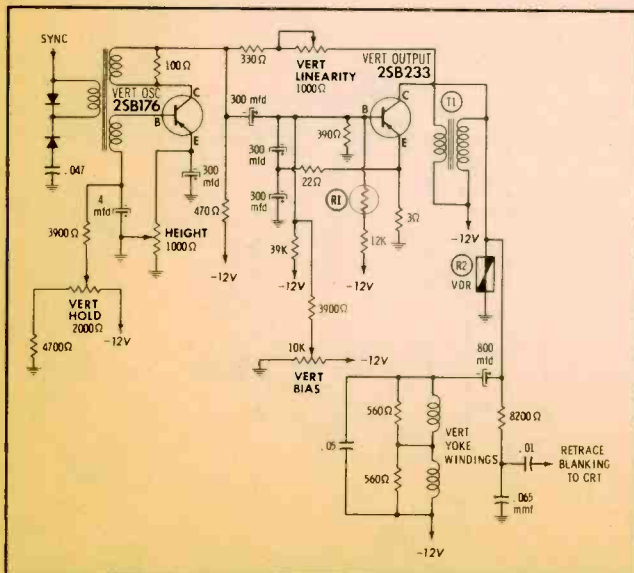 SYNC
100Ω
VERT OSC
2SB176
C
B
E
.047
4
mfd
300
mfd
3900Ω
HEIGHT
1000Ω
VERT
HOLD
2000Ω
-12V
4700Ω
330Ω
VERT
LINEARITY
1000Ω
VERT OUTPUT
2SB233
C
B
E
T1
300 mfd
300
mfd
300
mfd
390Ω
22Ω
R1
3Ω
470Ω
-12V
39K
-12V
12K
-12V
3900Ω
10K
-12V
VERT
BIAS
-12V
R2
VDR
800
mfd
560Ω
.05
560Ω
VERT
YOKE
WINDINGS
-12V
8200Ω
.01
RETRACE
BLANKING
TO CRT
.065
mmf